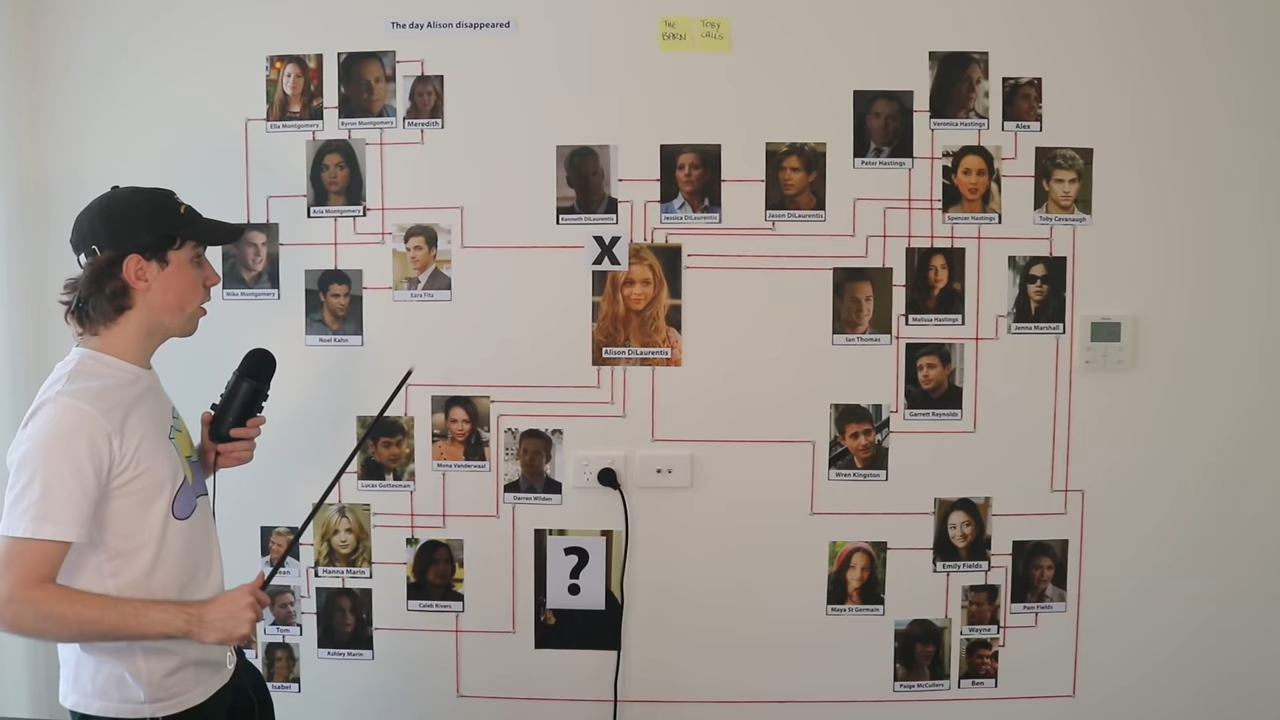 The day Alison disappeared
THE BARN
TOBY CALLS
Ella Montgomery
Byron Montgomery
Meredith
Veronica Hastings
Alex
Peter Hastings
Aria Montgomery
Kenneth DiLaurentis
Jessica DiLaurentis
Jason DiLaurentis
Spencer Hastings
Toby Cavanaugh
X
Mike Montgomery
Ezra Fitz
Noel Kahn
Alison DiLaurentis
Ian Thomas
Melissa Hastings
Jenna Marshall
Garrett Reynolds
Lucas Gottesman
Mona Vanderwaal
Darren Wilden
Wren Kingston
?
Hanna Marin
Caleb Rivers
Emily Fields
Maya St Germain
Pam Fields
Tom
Ashley Marin
Wayne
Isabel
Paige McCullers
Ben